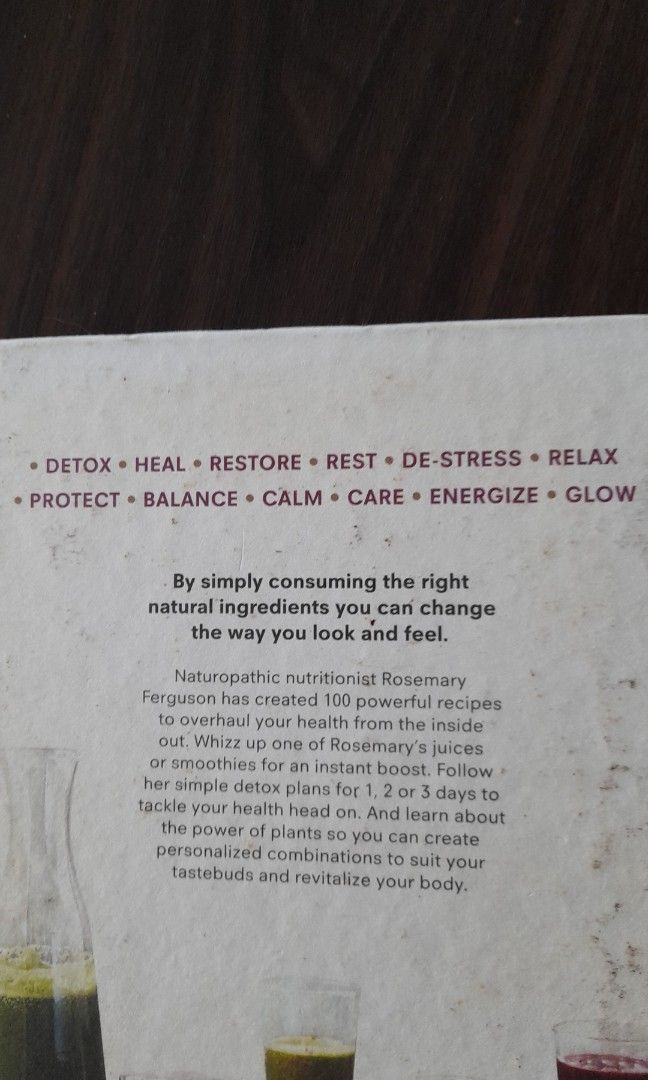 • DETOX • HEAL • RESTORE • REST • DE-STRESS • RELAX
• PROTECT • BALANCE • CALM • CARE • ENERGIZE • GLOW
By simply consuming the right
natural ingredients you can change
the way you look and feel.
Naturopathic nutritionist Rosemary
Ferguson has created 100 powerful recipes
to overhaul your health from the inside
out. Whizz up one of Rosemary's juices
or smoothies for an instant boost. Follow
her simple detox plans for 1, 2 or 3 days to
tackle your health head on. And learn about
the power of plants so you can create
personalized combinations to suit your
tastebuds and revitalize your body.